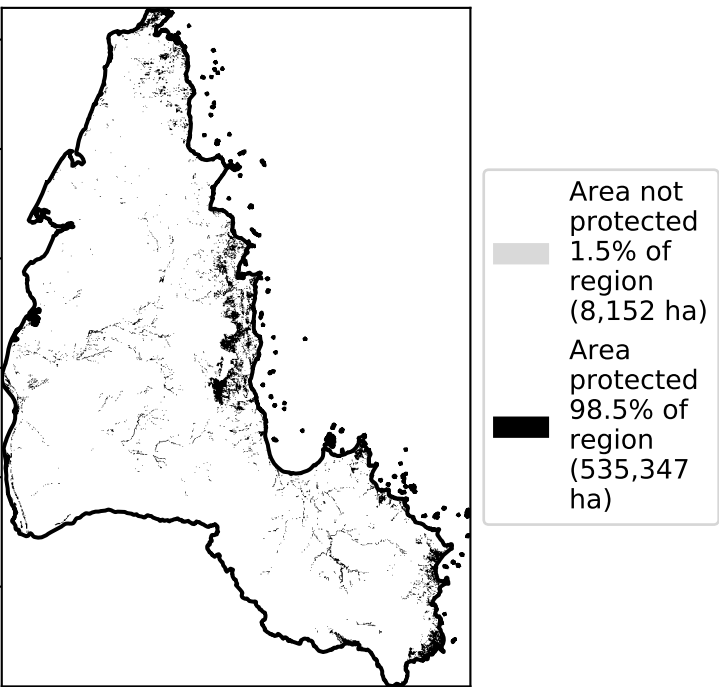 Area not
protected
1.5% of
region
(8,152 ha)
Area
protected
98.5% of
region
(535,347
ha)